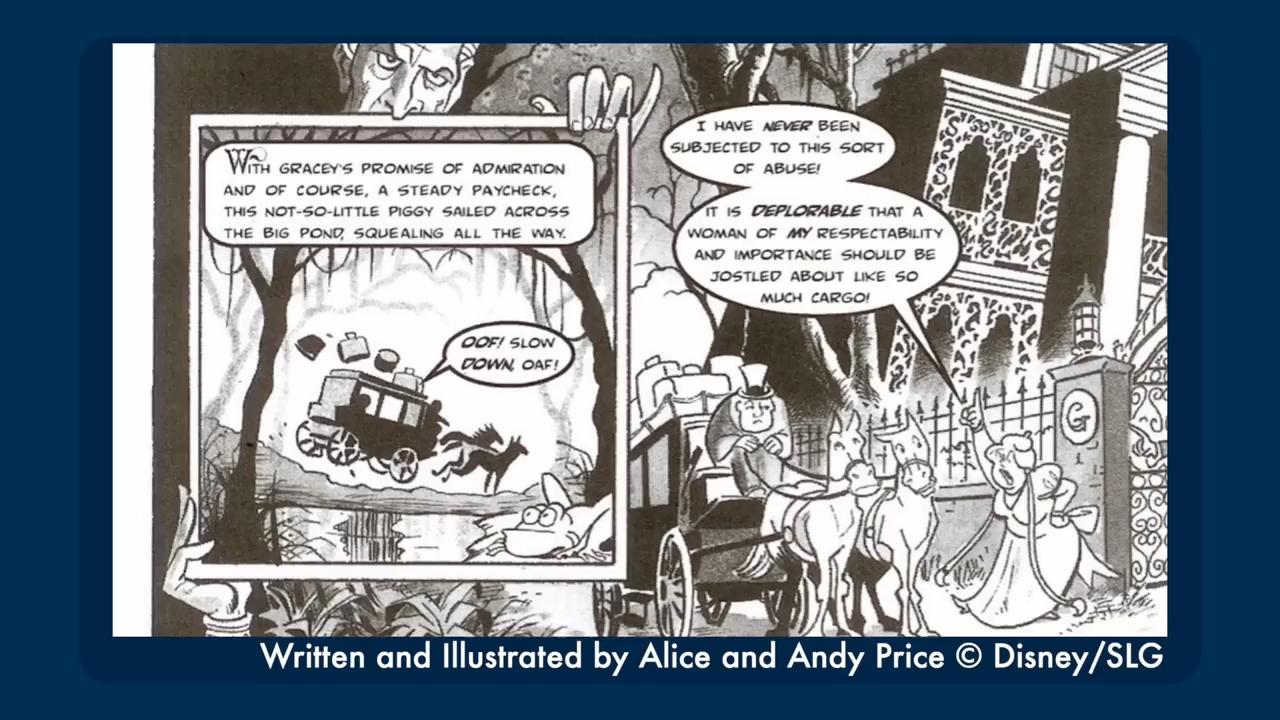 WITH GRACEY'S PROMISE OF ADMIRATION
AND OF COURSE, A STEADY PAYCHECK,
THIS NOT-SO-LITTLE PIGGY SAILED ACROSS
THE BIG POND, SQUEALING ALL THE WAY.
OOF! SLOW
DOWN, OAF!
I HAVE NEVER BEEN
SUBJECTED TO THIS SORT
OF ABUSE!
IT IS DEPLORABLE THAT A
WOMAN OF MY RESPECTABILITY
AND IMPORTANCE SHOULD BE
JOSTLED ABOUT LIKE SO
MUCH CARGO!
G
Written and Illustrated by Alice and Andy Price © Disney/SLG